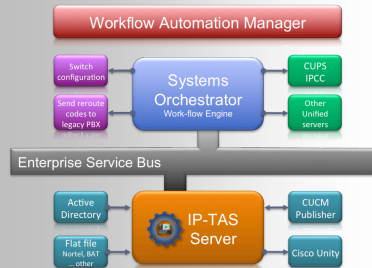 Workflow Automation Manager
Switch
configuration
Send reroute
codes to
legacy PBX
Systems
Orchestrator
Work-flow Engine
CUPS
IPCC
Other
Unified
servers
Enterprise Service Bus
Active
Directory
Flat file
Nortel, BAT
... other
IP-TAS
Server
CUCM
Publisher
Cisco Unity